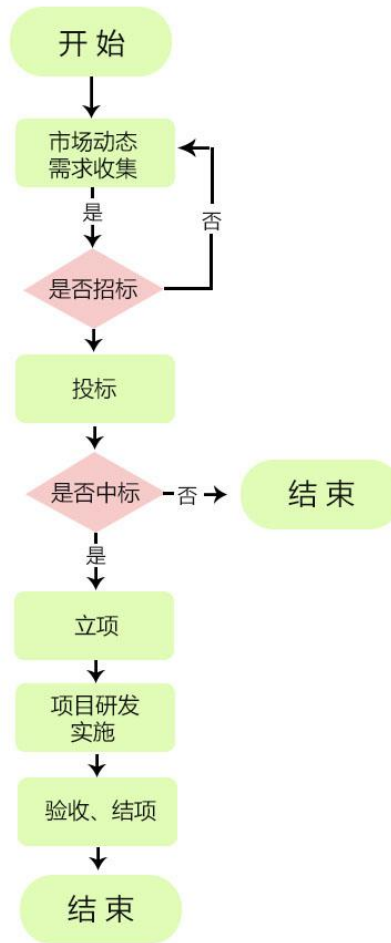 开始
市场动态
需求收集
是
否
是否招标
投标
是否中标
否
结束
是
立项
项目研发
实施
验收、结项
结束